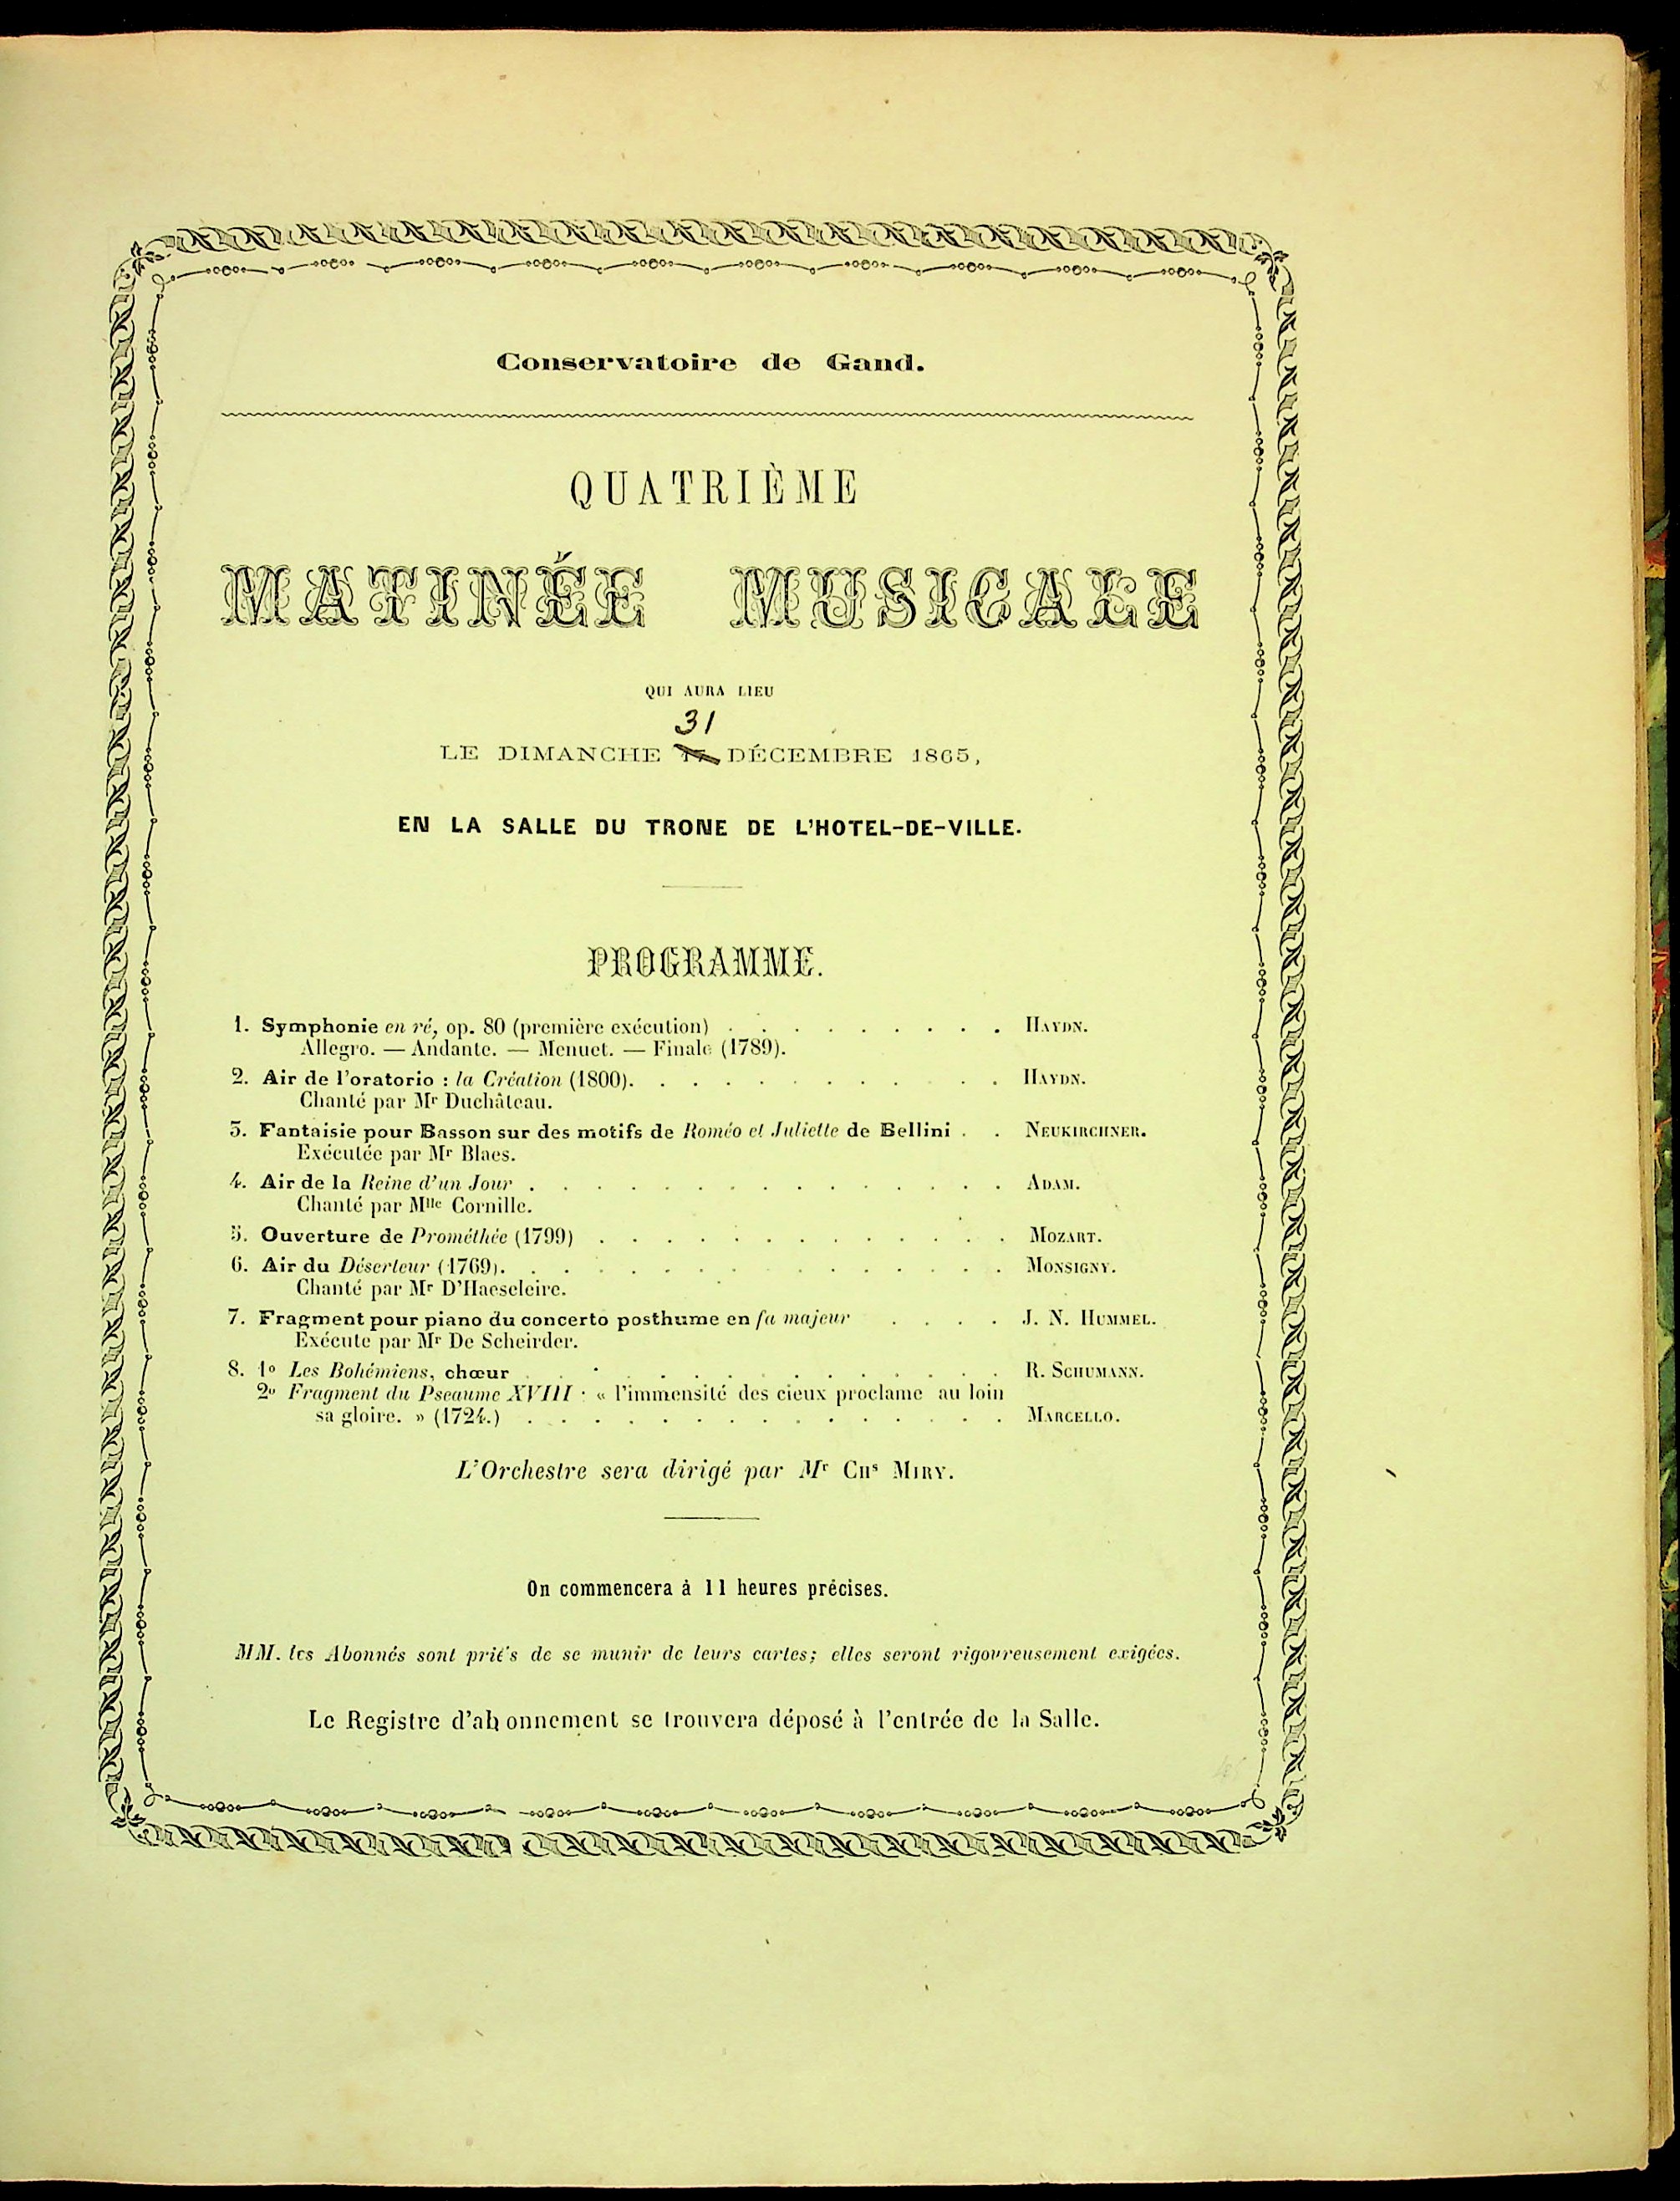 Conservatoire de Gand.
QUATRIÈME
MATINÉE MUSICALE
QUI AURA LIEU
31
LE DIMANCHE 17 DÉCEMBRE 1865,
EN LA SALLE DU TRONE DE L'HOTEL-DE-VILLE.
PROGRAMME.
1. Symphonie en ré, op. 80 (première exécution) . . . . . . . . . HAYDN.
Allegro. — Andante. — Menuet. — Finale (1789).
2. Air de l'oratorio : la Création (1800). . . . . . . . . . . . HAYDN.
Chanté par Mr Duchâteau.
3. Fantaisie pour Basson sur des motifs de Roméo et Juliette de Bellini . . NEUKIRCHNER.
Exécutée par Mr Blaes.
4. Air de la Reine d'un Jour . . . . . . . . . . . . . . . ADAM.
Chanté par Mlle Cornille.
5. Ouverture de Prométhée (1799) . . . . . . . . . . . . . MOZART.
6. Air du Déserteur (1769). . . . . . . . . . . . . . . . MONSIGNY.
Chanté par Mr D'Haeseleire.
7. Fragment pour piano du concerto posthume en fa majeur . . . . J. N. HUMMEL.
Exécute par Mr De Scheirder.
8. 1o Les Bohémiens, chœur . . . . . . . . . . . . . . . R. SCHUMANN.
2o Fragment du Pseaume XVIII : « l'immensité des cieux proclame au loin
sa gloire. » (1724.) . . . . . . . . . . . . . . . MARCELLO.
L'Orchestre sera dirigé par Mr CHs MIRY.
On commencera à 11 heures précises.
MM. les Abonnés sont priés de se munir de leurs cartes; elles seront rigoureusement exigées.
Le Registre d'abonnement se trouvera déposé à l'entrée de la Salle.